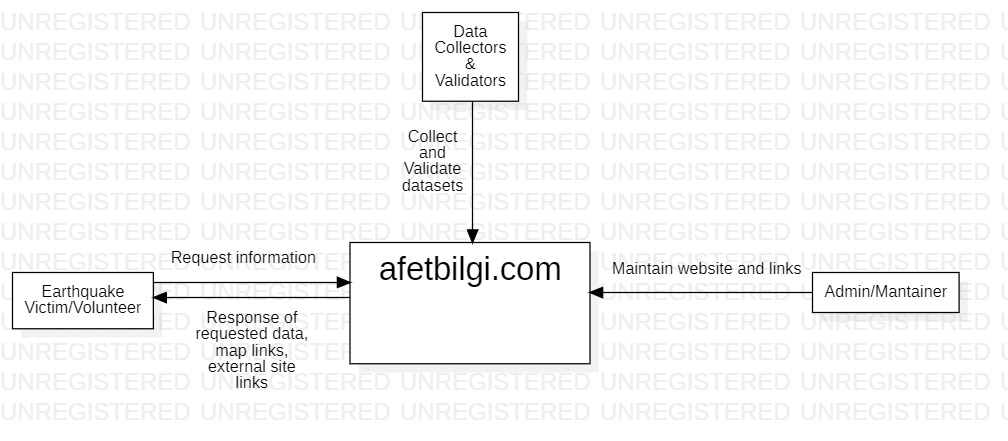 Data
Collectors
&
Validators
Collect
and
Validate
datasets
Request information
afetbilgi.com
Maintain website and links
Earthquake
Victim/Volunteer
Admin/Mantainer
Response of
requested data,
map links,
external site
links
UNREGISTERED UNREGISTERED UNREGISTERED UNREGISTERED UNREGISTERED UNREGISTERED